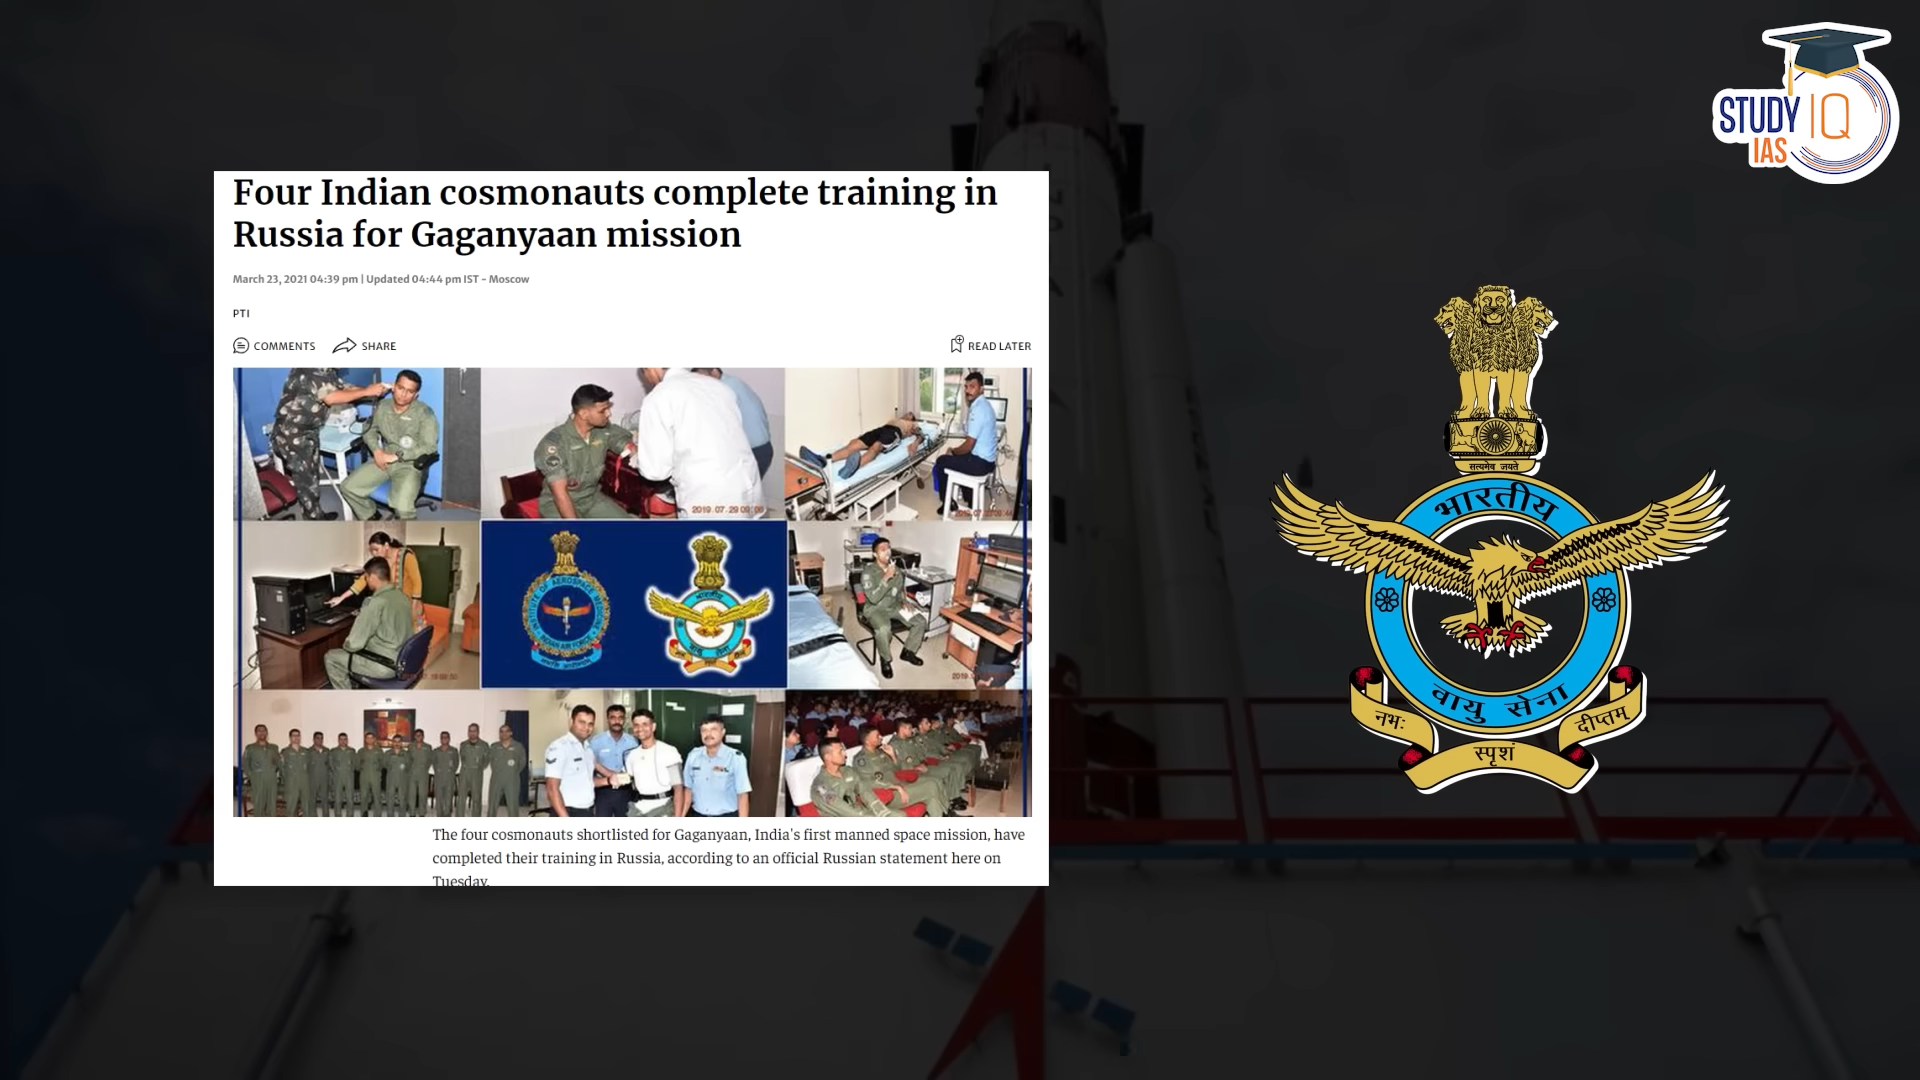 STUDY IQ
IAS
Four Indian cosmonauts complete training in
Russia for Gaganyaan mission
March 23, 2021 04:39 pm | Updated 04:44 pm IST - Moscow
PTI
COMMENTS SHARE READ LATER
2019.07.29
The four cosmonauts shortlisted for Gaganyaan, India's first manned space mission, have
completed their training in Russia, according to an official Russian statement here on
Tuesday.
सत्यमेव जयते
भारतीय
वायु सेना
नभः स्पृशं दीप्तम्